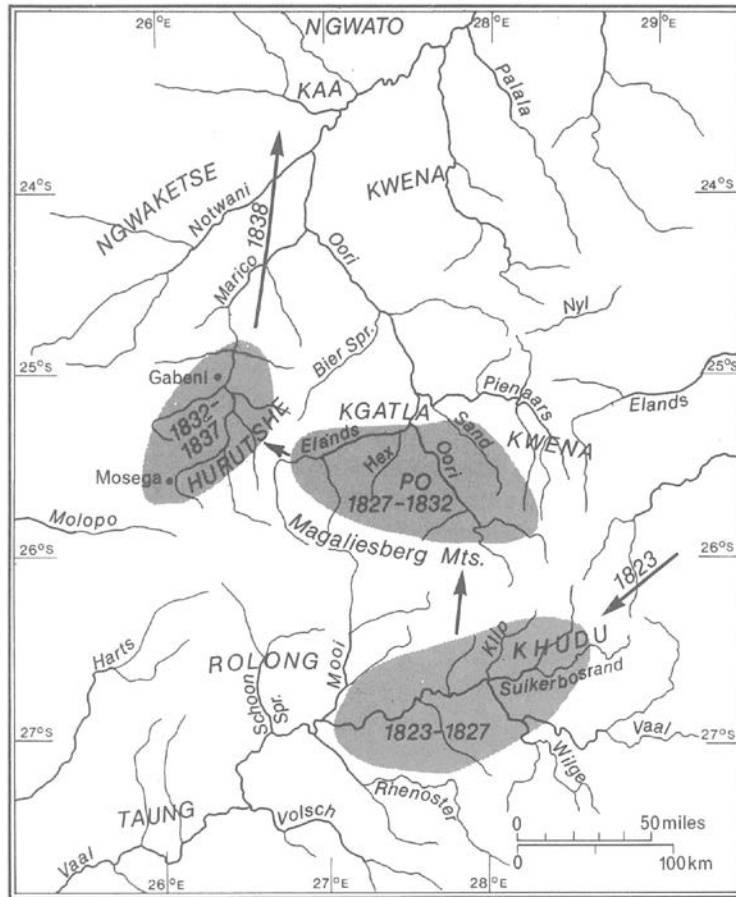 26°E
28°E
29°E
NGWATO
KAA
Palala
24°S
24°S
NGWAKETSE
Notwani
1838
KWENA
Marico
Oori
Nyl
Bier Spr.
25°S
25°S
Gabeni
Pienaars
Elands
KGATLA
1832-
1837
HURUTSHE
Elands
Sand
KWENA
Hex
Oori
Mosega
PO
1827-1832
Molopo
Magaliesberg Mts.
26°S
26°S
1823
Klip
KHUDU
Harts
ROLONG
Mooi
Suikerbosrand
Schoon
Spr.
27°S
27°S
1823-1827
Vaal
Wilge
Rhenoster
TAUNG
Volsch
0 50 miles
0 100 km
Vaal
26°E
27°E
28°E